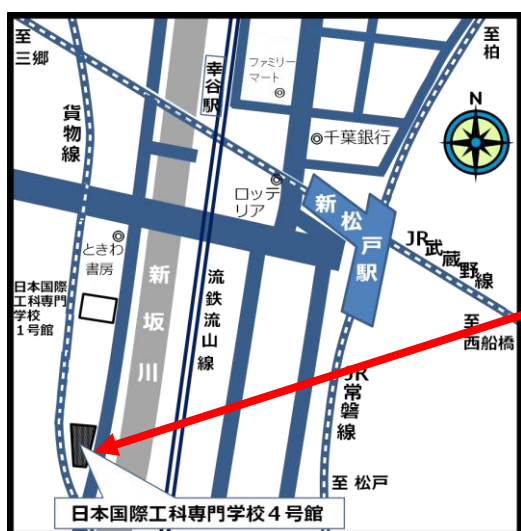 至
三郷
貨物線
幸谷駅
ファミリー
マート
至
柏
N
千葉銀行
ロッテ
リア
新松戸駅
JR武蔵野線
至
西船橋
ときわ
書房
日本国際
工科専門
学校
１号館
新坂川
流鉄流山線
JR常磐線
至 松戸
日本国際工科専門学校４号館